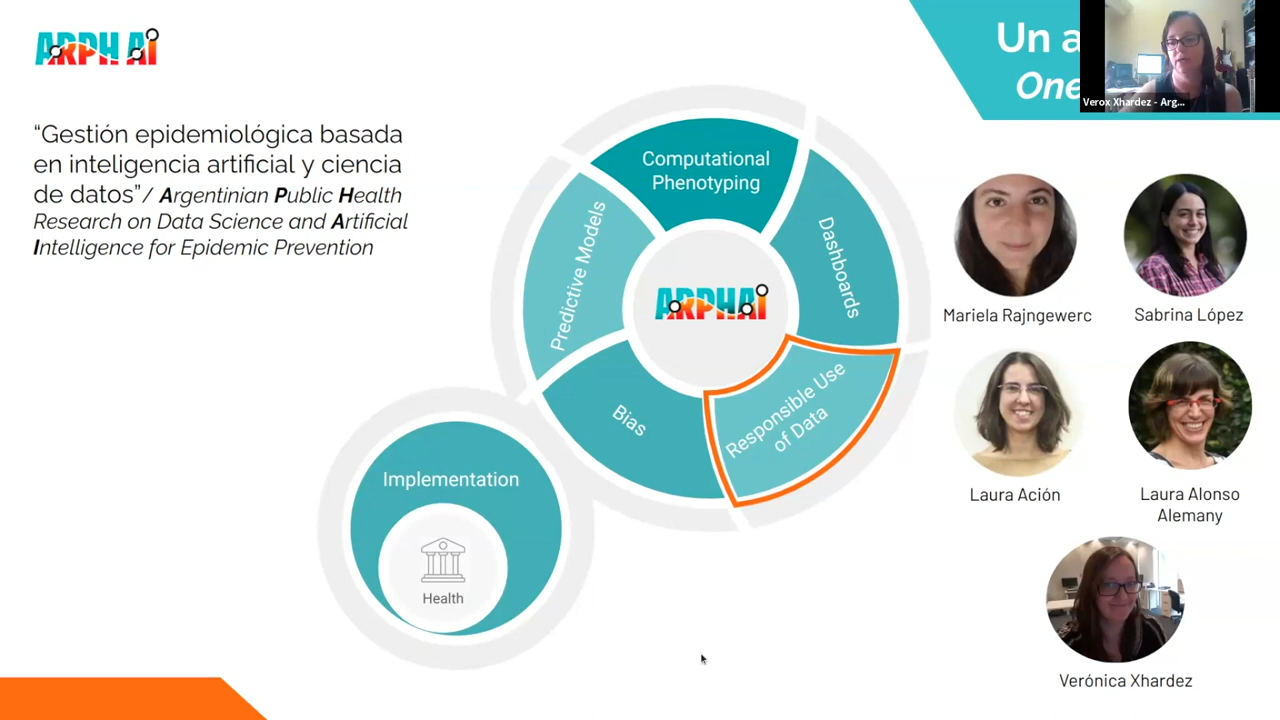 ARPHAI
Un a
One
Verox Xhardez - Arg...
“Gestión epidemiológica basada
en inteligencia artificial y ciencia
de datos”/ Argentinian Public Health
Research on Data Science and Artificial
Intelligence for Epidemic Prevention
Computational
Phenotyping
Predictive Models
Dashboards
ARPHAI
Responsible Use
of Data
Bias
Implementation
Health
Mariela Rajngewerc
Sabrina López
Laura Ación
Laura Alonso
Alemany
Verónica Xhardez